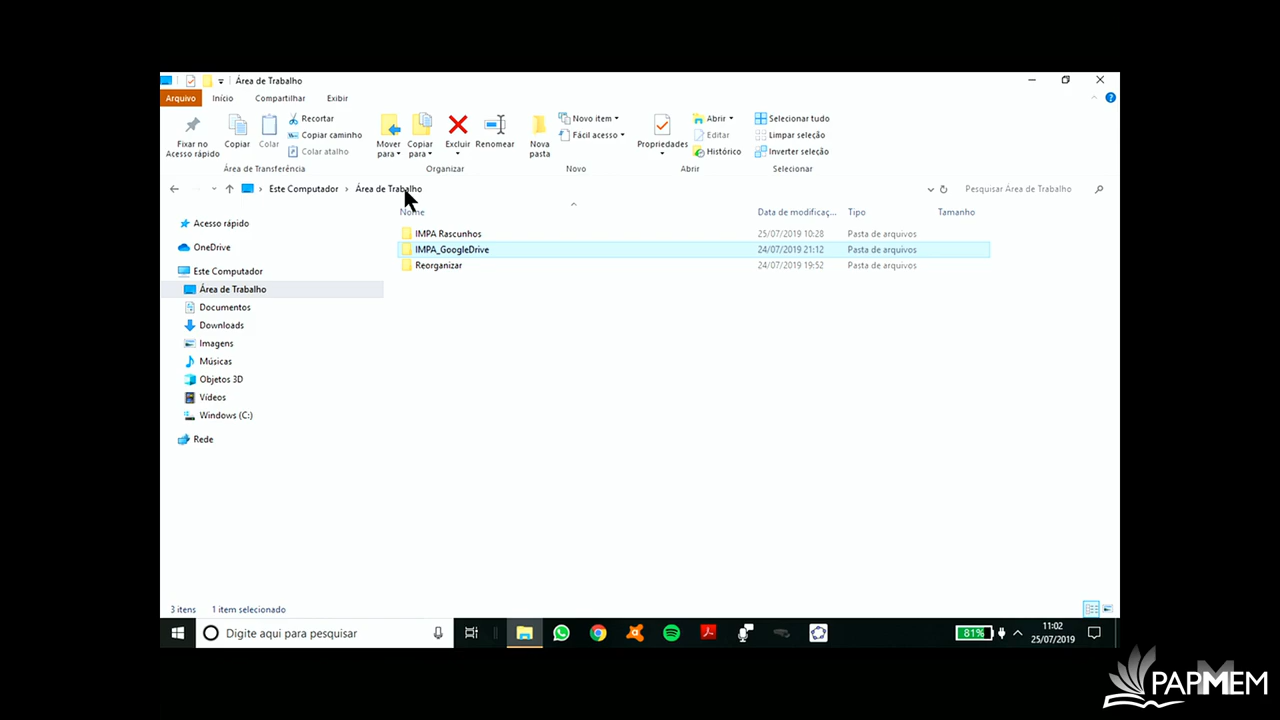 Área de Trabalho
Arquivo Início Compartilhar Exibir
Fixar no Acesso rápido
Copiar
Colar
Recortar
Copiar caminho
Colar atalho
Área de Transferência
Mover para
Copiar para
Excluir
Renomear
Organizar
Nova pasta
Novo item
Fácil acesso
Novo
Propriedades
Abrir
Editar
Histórico
Abrir
Selecionar tudo
Limpar seleção
Inverter seleção
Selecionar
Este Computador › Área de Trabalho
Pesquisar Área de Trabalho
Acesso rápido
OneDrive
Este Computador
Área de Trabalho
Documentos
Downloads
Imagens
Músicas
Objetos 3D
Vídeos
Windows (C:)
Rede
Nome Data de modificaç... Tipo Tamanho
IMPA Rascunhos 25/07/2019 10:28 Pasta de arquivos
IMPA_GoogleDrive 24/07/2019 21:12 Pasta de arquivos
Reorganizar 24/07/2019 19:52 Pasta de arquivos
3 itens 1 item selecionado
Digite aqui para pesquisar
81%
11:02
25/07/2019
PAPMEM